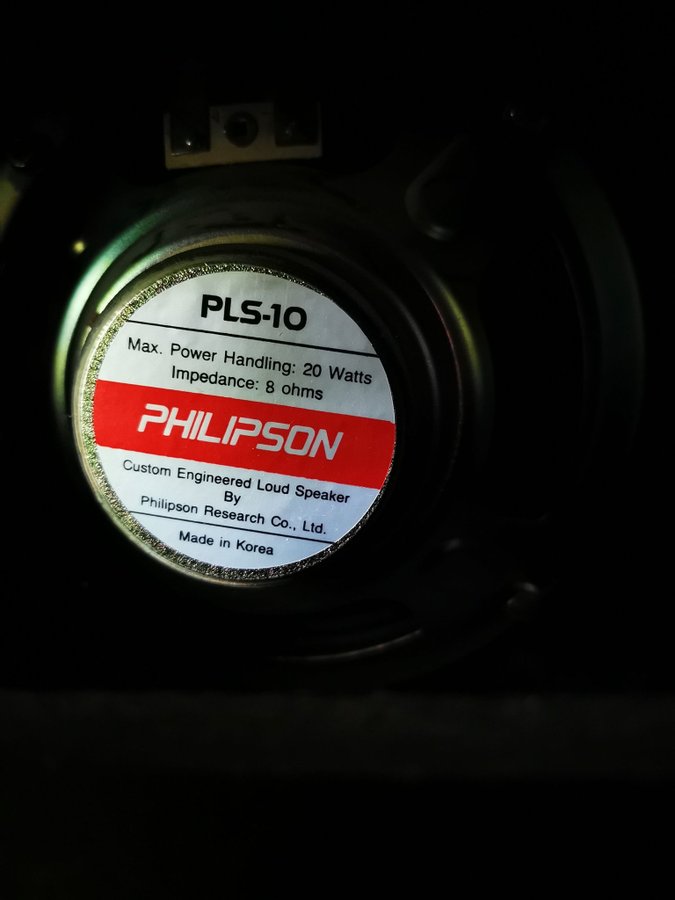 PLS-10
Max. Power Handling: 20 Watts
Impedance: 8 ohms
PHILIPSON
Custom Engineered Loud Speaker
By
Philipson Research Co., Ltd.
Made in Korea